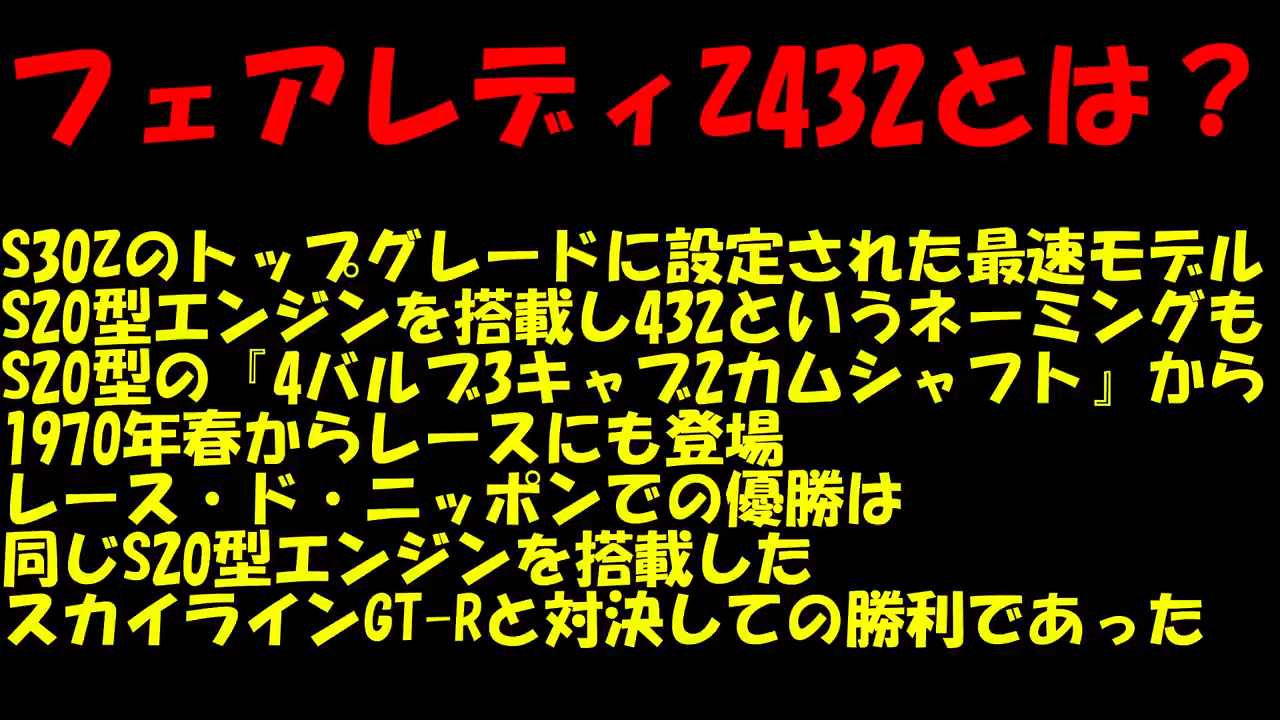 フェアレディZ432とは？
S30Zのトップグレードに設定された最速モデル
S20型エンジンを搭載し432というネーミングも
S20型の『4バルブ3キャブ2カムシャフト』から
1970年春からレースにも登場
レース・ド・ニッポンでの優勝は
同じS20型エンジンを搭載した
スカイラインGT-Rと対決しての勝利であった